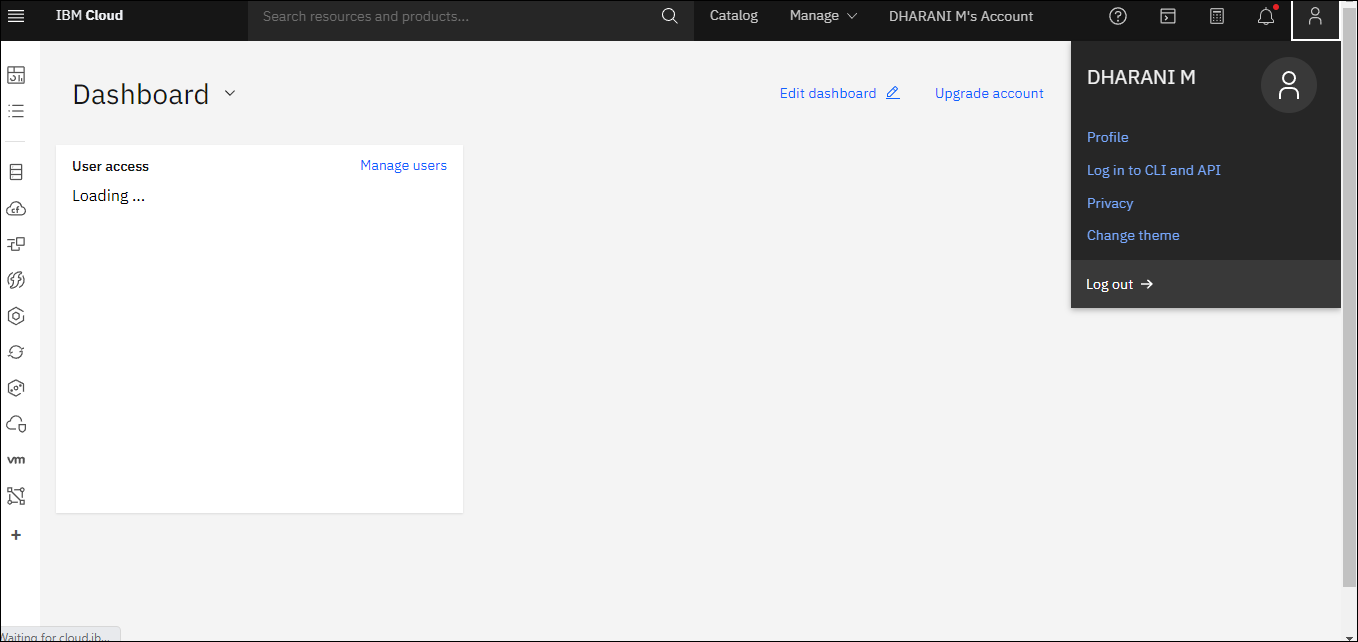 IBM Cloud
Search resources and products...
Catalog
Manage
DHARANI M's Account
Dashboard
Edit dashboard
Upgrade account
User access
Manage users
Loading ...
DHARANI M
Profile
Log in to CLI and API
Privacy
Change theme
Log out →
cf
vm
+
Waiting for cloud.ib...